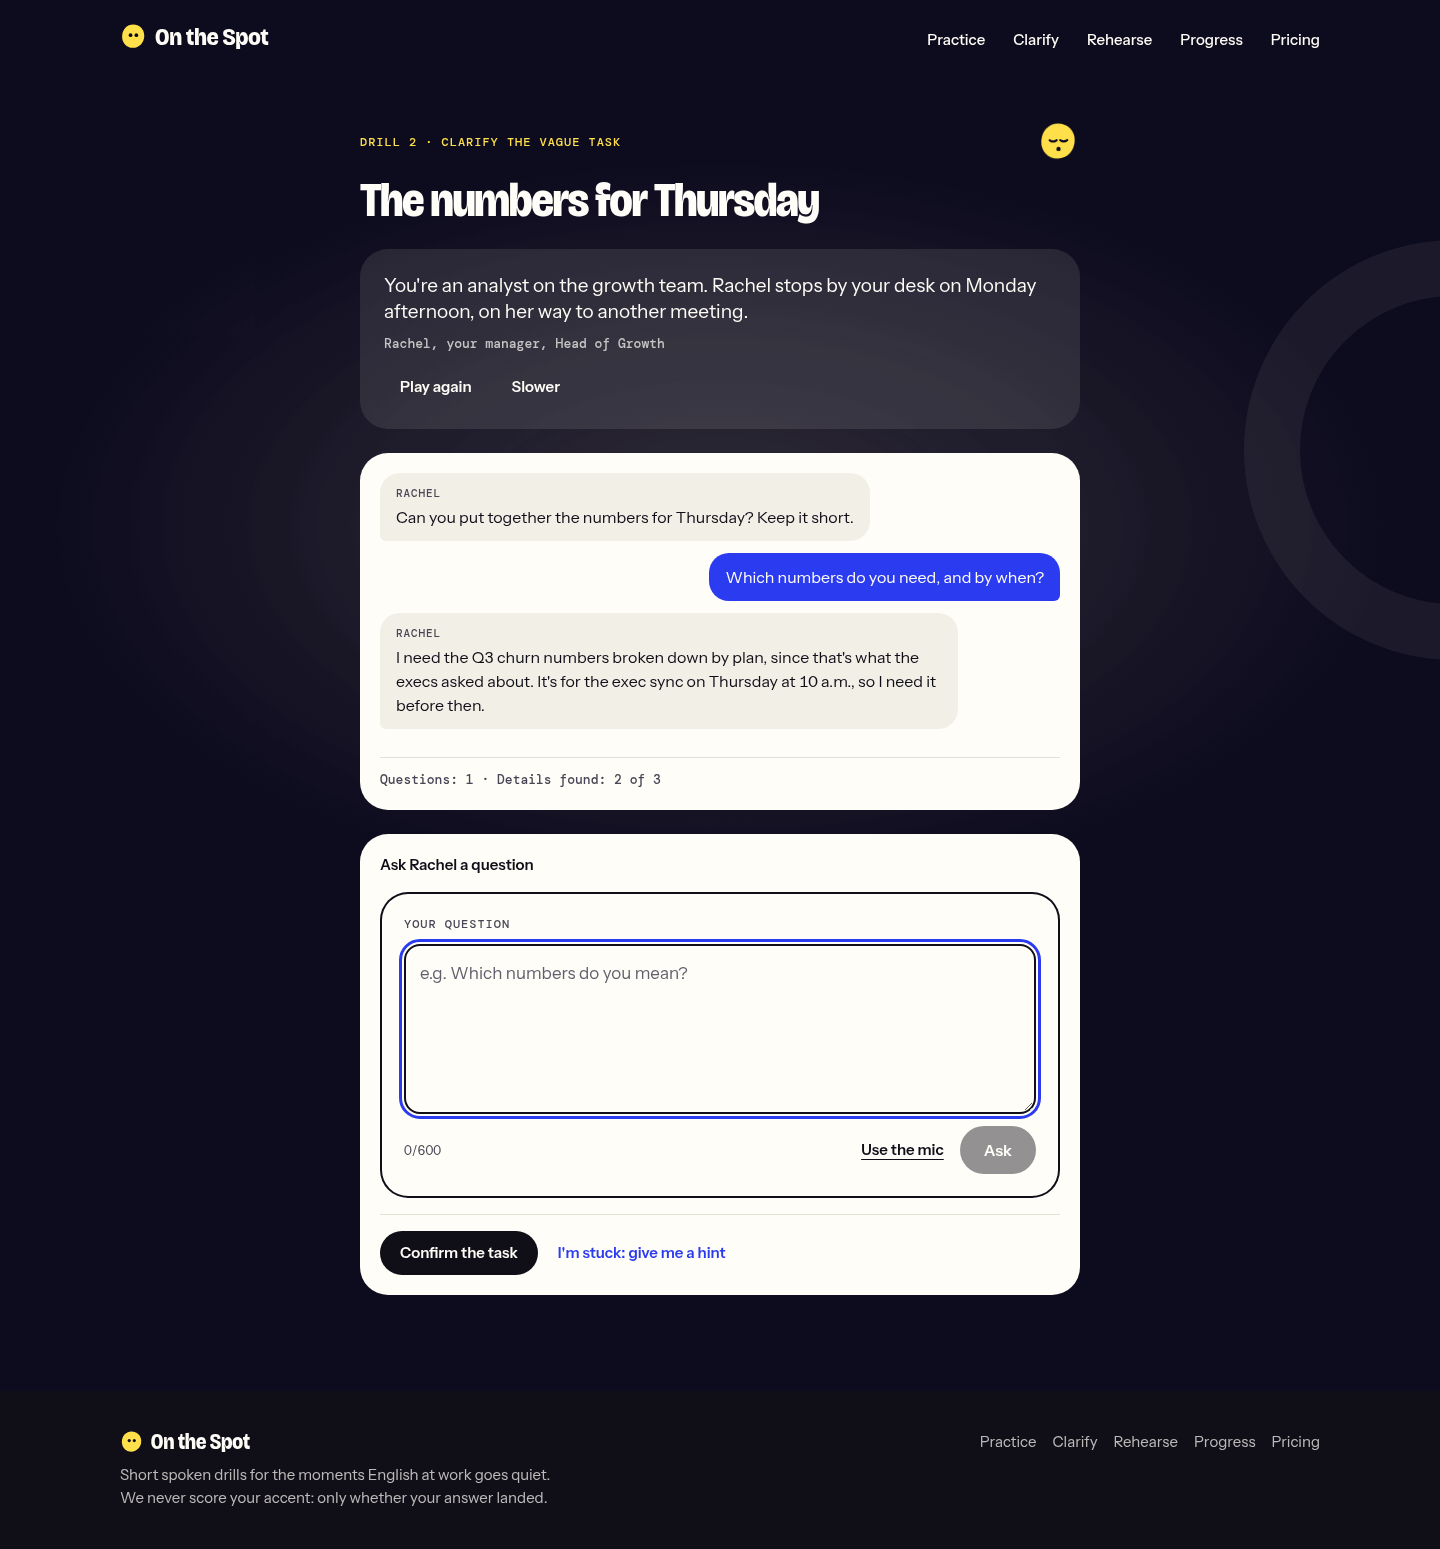 On the Spot
Practice Clarify Rehearse Progress Pricing
DRILL 2 · CLARIFY THE VAGUE TASK
The numbers for Thursday
You're an analyst on the growth team. Rachel stops by your desk on Monday
afternoon, on her way to another meeting.
Rachel, your manager, Head of Growth
Play again Slower
RACHEL
Can you put together the numbers for Thursday? Keep it short.
Which numbers do you need, and by when?
RACHEL
I need the Q3 churn numbers broken down by plan, since that's what the
execs asked about. It's for the exec sync on Thursday at 10 a.m., so I need it
before then.
Questions: 1 · Details found: 2 of 3
Ask Rachel a question
YOUR QUESTION
e.g. Which numbers do you mean?
0/600
Use the mic
Ask
Confirm the task
I'm stuck: give me a hint
On the Spot
Practice Clarify Rehearse Progress Pricing
Short spoken drills for the moments English at work goes quiet.
We never score your accent: only whether your answer landed.